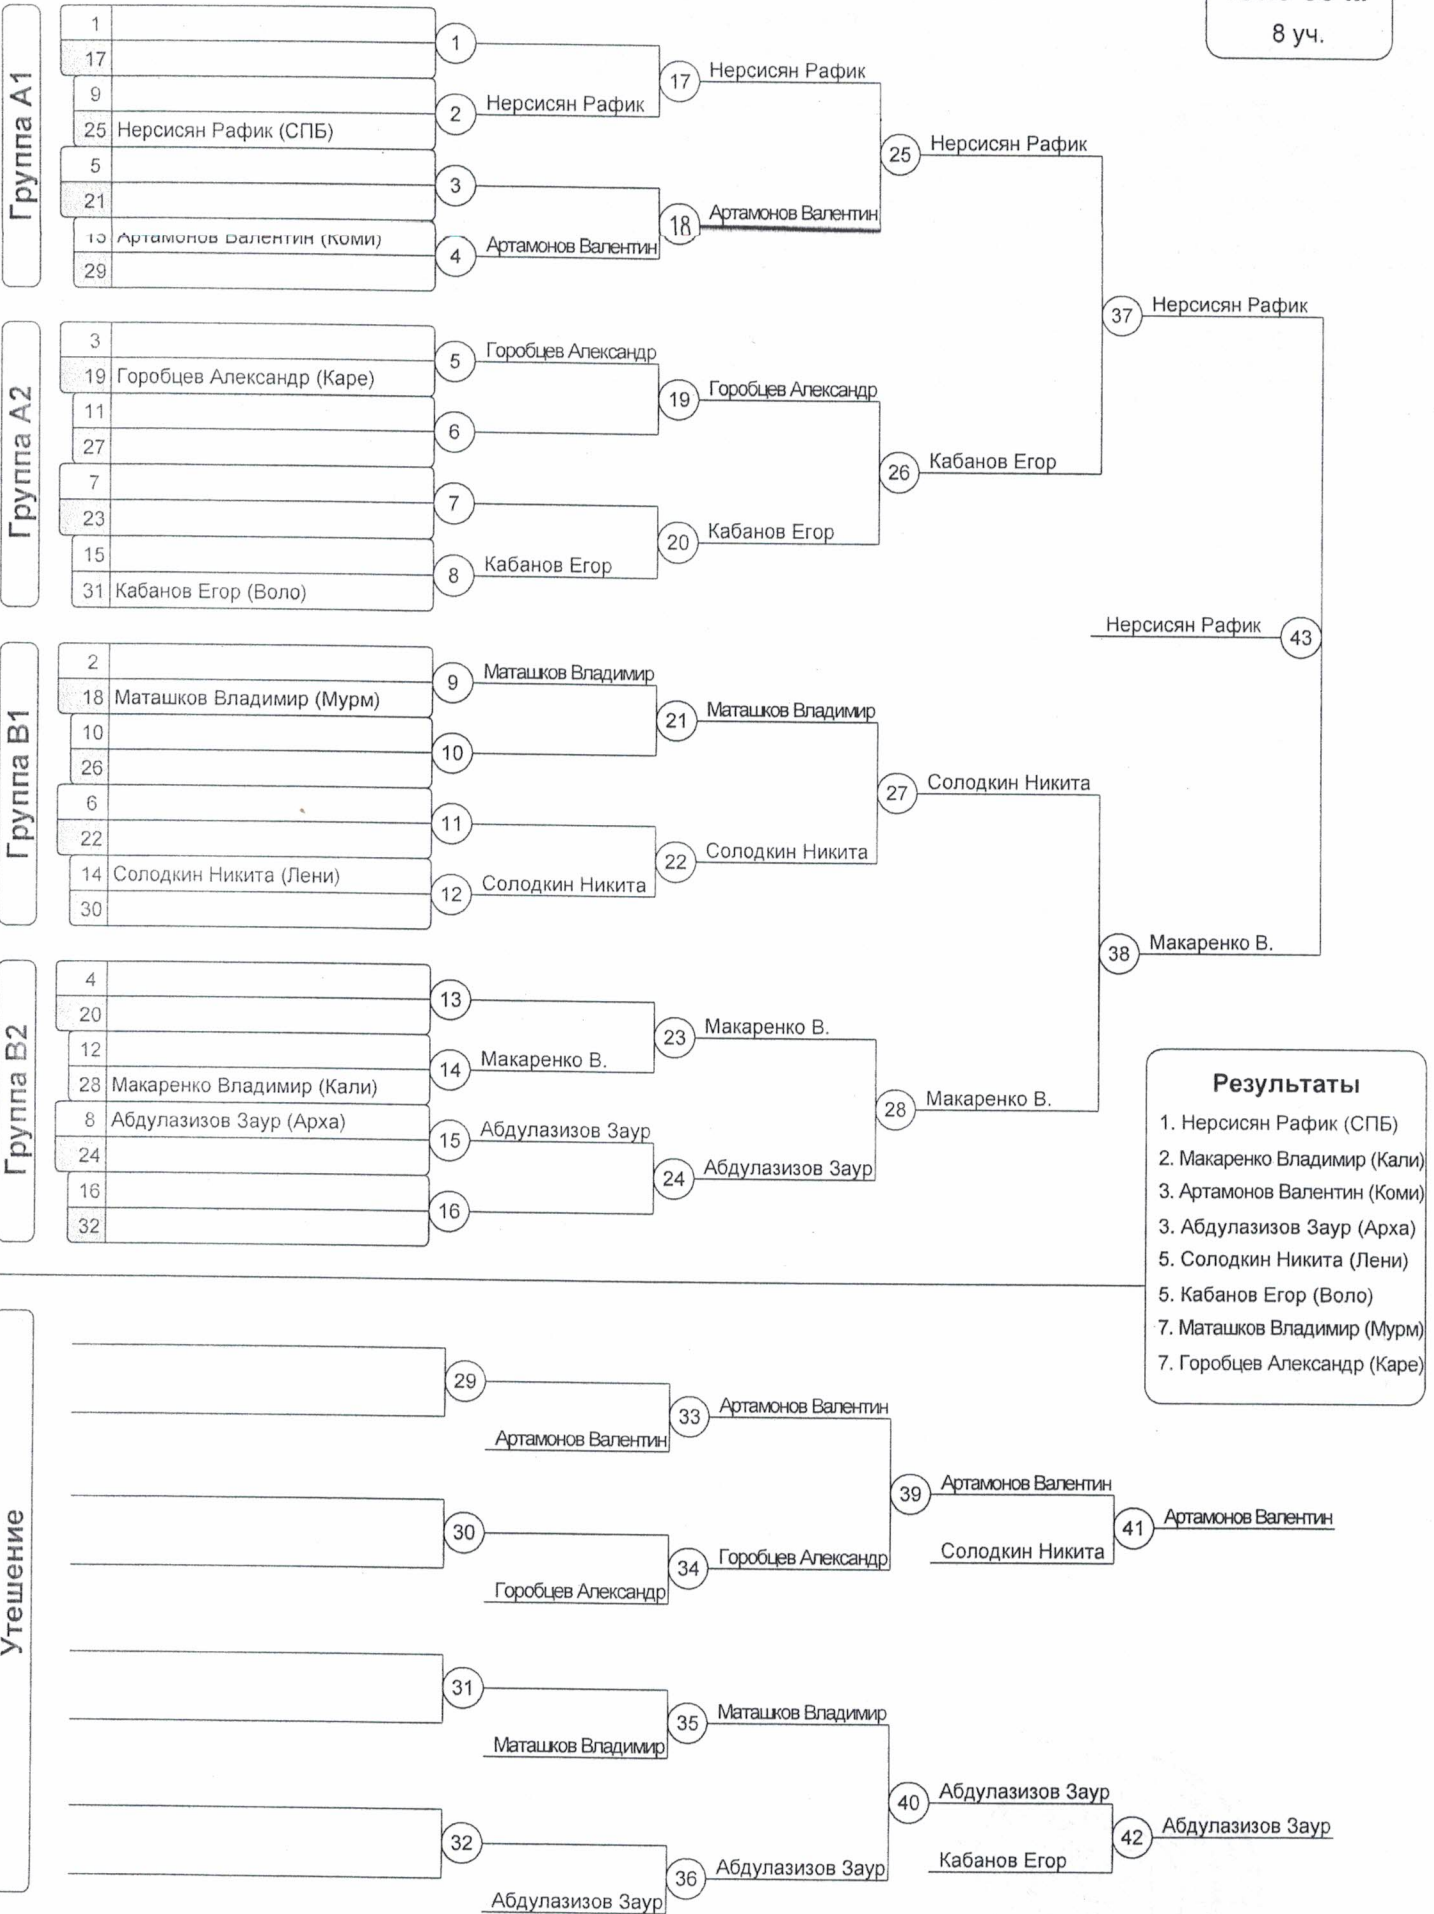 8 уч.
Группа A1
1
17
9
25 Нерсисян Рафик (СПБ)
5
21
13 Артамонов Валентин (Коми)
29
1
2 Нерсисян Рафик
3
4 Артамонов Валентин
17 Нерсисян Рафик
18 Артамонов Валентин
25 Нерсисян Рафик
Группа A2
3
19 Горобцев Александр (Каре)
11
27
7
23
15
31 Кабанов Егор (Воло)
5 Горобцев Александр
6
7
8 Кабанов Егор
19 Горобцев Александр
20 Кабанов Егор
26 Кабанов Егор
37 Нерсисян Рафик
Нерсисян Рафик 43
Группа B1
2
18 Маташков Владимир (Мурм)
10
26
6
22
14 Солодкин Никита (Лени)
30
9 Маташков Владимир
10
11
12 Солодкин Никита
21 Маташков Владимир
22 Солодкин Никита
27 Солодкин Никита
Группа B2
4
20
12
28 Макаренко Владимир (Кали)
8 Абдулазизов Заур (Арха)
24
16
32
13
14 Макаренко В.
15 Абдулазизов Заур
16
23 Макаренко В.
24 Абдулазизов Заур
28 Макаренко В.
38 Макаренко В.
Результаты
1. Нерсисян Рафик (СПБ)
2. Макаренко Владимир (Кали)
3. Артамонов Валентин (Коми)
3. Абдулазизов Заур (Арха)
5. Солодкин Никита (Лени)
5. Кабанов Егор (Воло)
7. Маташков Владимир (Мурм)
7. Горобцев Александр (Каре)
Утешение
29
Артамонов Валентин
33 Артамонов Валентин
30
Горобцев Александр
34 Горобцев Александр
39 Артамонов Валентин
Солодкин Никита
41 Артамонов Валентин
31
Маташков Владимир
35 Маташков Владимир
32
Абдулазизов Заур
36 Абдулазизов Заур
40 Абдулазизов Заур
Кабанов Егор
42 Абдулазизов Заур